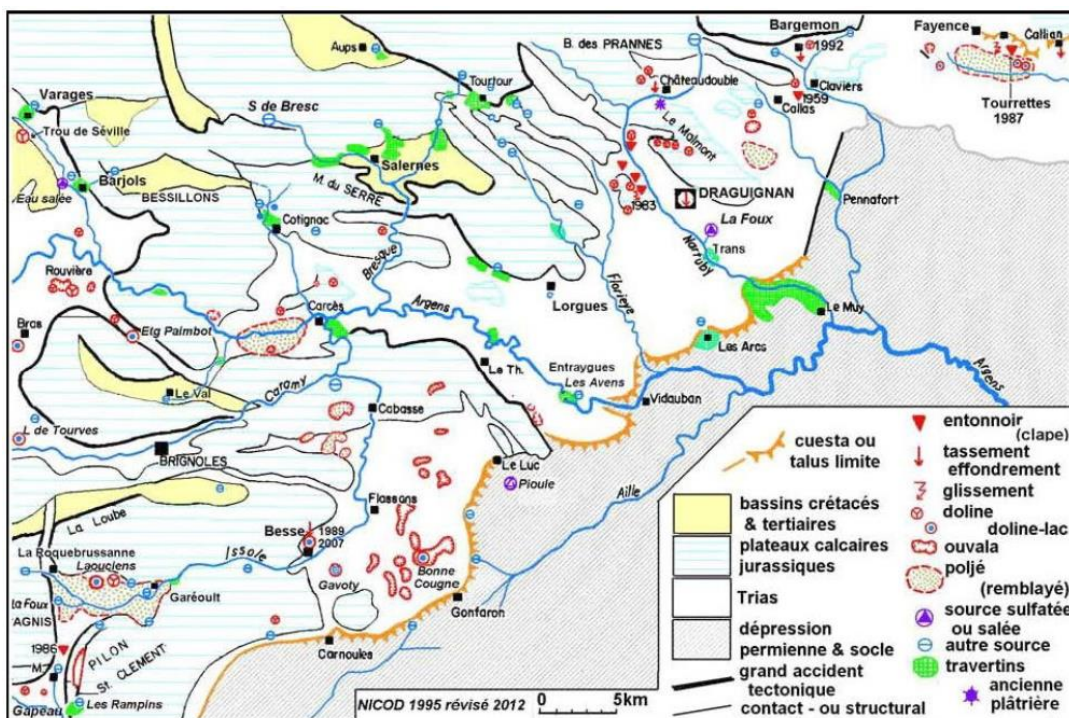 Bargemon
1992
Fayence
Callian
Tourrettes
1987
Aups
B. des PRANNES
Châteaudouble
Claviers
1959
Callas
Tourtour
Le Malmont
Varages
S de Bresc
Trou de Séville
Salernes
M. du SERRE
Barjols
BESSILLONS
Eau salée
Cotignac
1983
DRAGUIGNAN
La Foux
Pennafort
Trans
Narturby
Bresque
Florieye
Rouvière
Argens
Lorgues
Carcès
Le Muy
Bras
Etg Paimbot
Les Arcs
Entraygues
Les Avens
Le Th.
Argens
Le Val
Caramy
Vidauban
Cabasse
L de Tourves
BRIGNOLES
Le Luc
Pioule
Aille
Flassans
La Loube
Besse
1989
2007
La Roquebrussanne
Laouciens
Issole
Bonne
Cougne
Gavoty
Garéoult
Gonfaron
AGNIS
1986
PILON
St. CLEMENT
Carnoules
M.
Gapeau
Les Rampins
NICOD 1995 révisé 2012
0
5km
cuesta ou
talus limite
bassins crétacés
& tertiaires
plateaux calcaires
jurassiques
Trias
dépression
permienne & socle
grand accident
tectonique
contact - ou structural
entonnoir
(clape)
tassement
effondrement
glissement
doline
doline-lac
ouvala
poljé
(remblayé)
source sulfatée
ou salée
autre source
travertins
ancienne
plâtrière